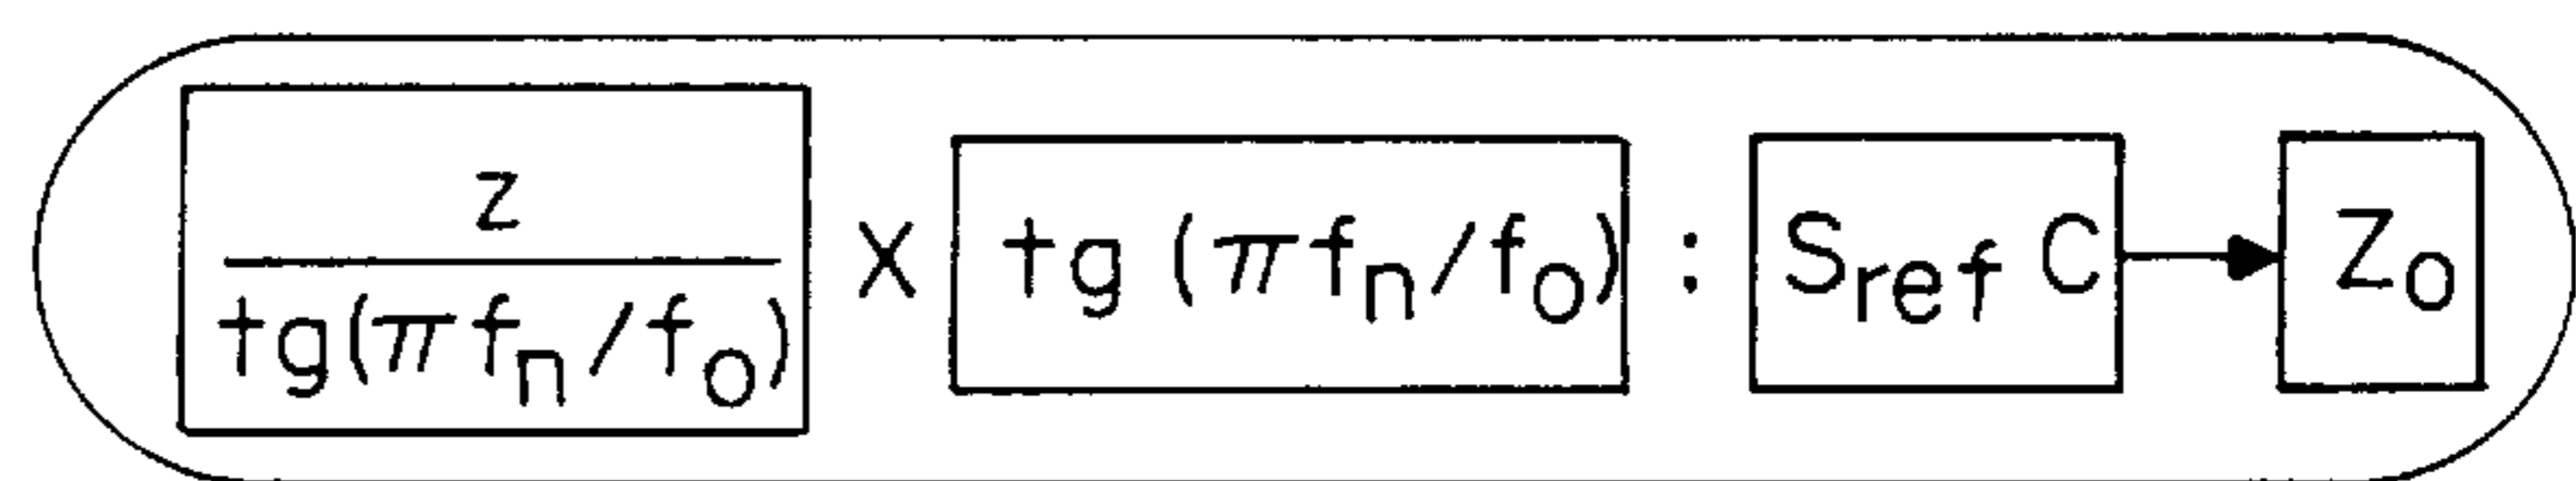 z
tg(πfn/fo)
X tg (πfn/fo) : Sref C Zo